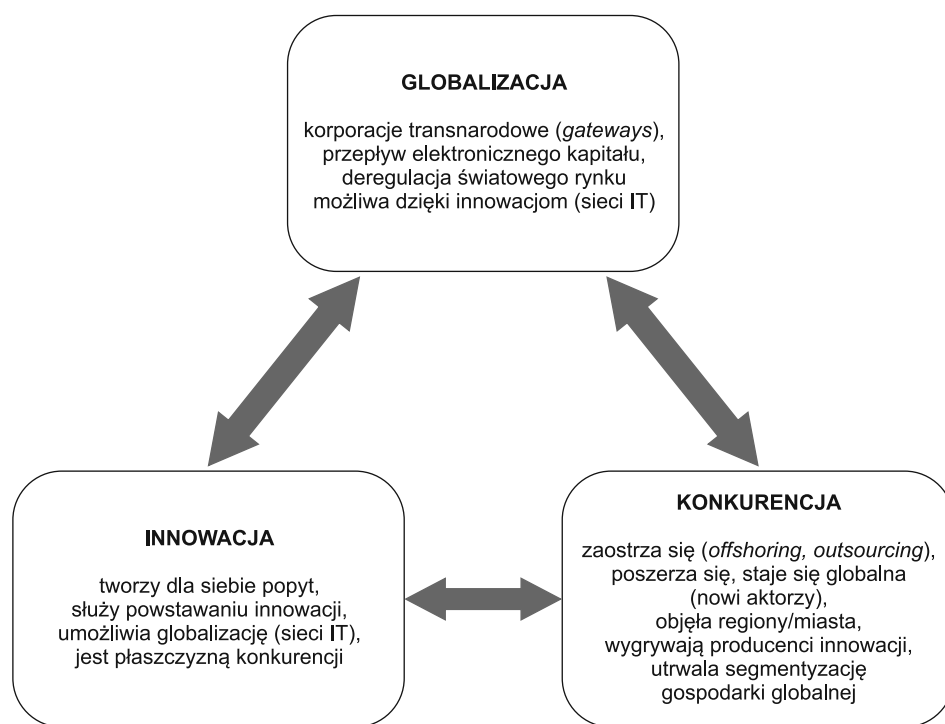 GLOBALIZACJA
korporacje transnarodowe (gateways),
przepływ elektronicznego kapitału,
deregulacja światowego rynku
możliwa dzięki innowacjom (sieci IT)
INNOWACJA
tworzy dla siebie popyt,
służy powstawaniu innowacji,
umożliwia globalizację (sieci IT),
jest płaszczyzną konkurencji
KONKURENCJA
zaostrza się (offshoring, outsourcing),
poszerza się, staje się globalna
(nowi aktorzy),
objęła regiony/miasta,
wygrywają producenci innowacji,
utrwala segmentyzację
gospodarki globalnej